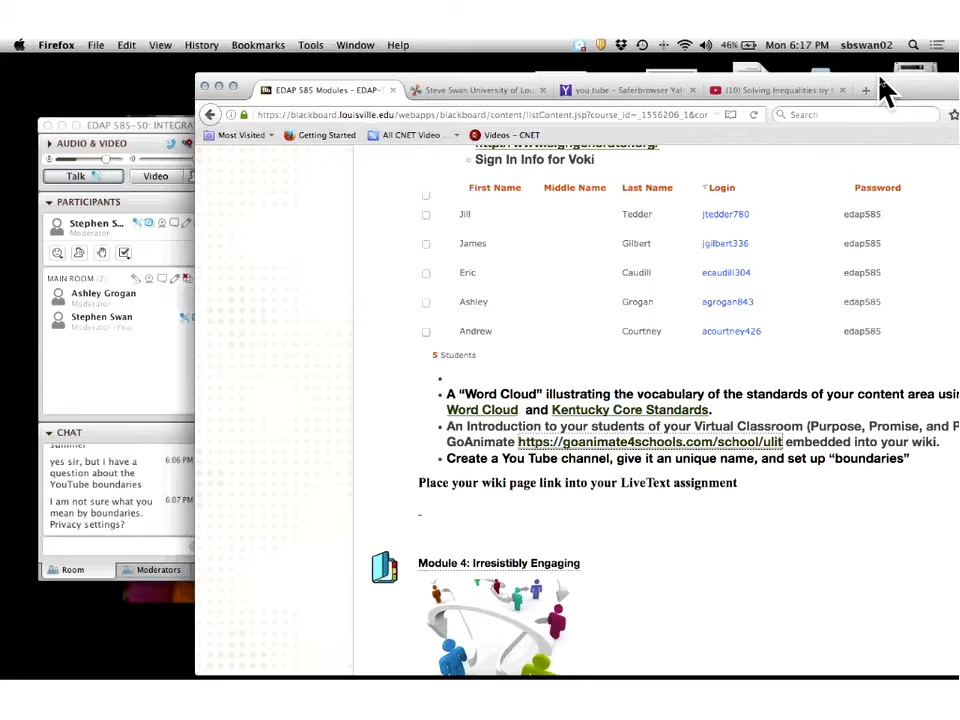 Firefox File Edit View History Bookmarks Tools Window Help 46% Mon 6:17 PM sbswan02
EDAP 585-S0: INTEGRA
AUDIO & VIDEO
Talk Video
PARTICIPANTS
Stephen S...
Moderator
MAIN ROOM (2)
Ashley Grogan
Moderator
Stephen Swan
Moderator (You)
CHAT
summer
yes sir, but i have a 6:06 PM
question about the
YouTube boundaries
I am not sure what you 6:07 PM
mean by boundaries.
Privacy settings?
Room Moderators
EDAP 585 Modules – EDAP- Steve Swan University of Lou you tube – Saferbrowser Yah (10) Solving Inequalities by
https://blackboard.louisville.edu/webapps/blackboard/content/listContent.jsp?course_id=_1556206_1&cor Search
Most Visited Getting Started All CNET Video ... Videos – CNET
Sign In Info for Voki
First Name Middle Name Last Name Login Password
Jill Tedder jtedder780 edap585
James Gilbert jgilbert336 edap585
Eric Caudill ecaudill304 edap585
Ashley Grogan agrogan843 edap585
Andrew Courtney acourtney426 edap585
5 Students
A “Word Cloud” illustrating the vocabulary of the standards of your content area usin
Word Cloud and Kentucky Core Standards.
An Introduction to your students of your Virtual Classroom (Purpose, Promise, and P
GoAnimate https://goanimate4schools.com/school/ulit embedded into your wiki.
Create a You Tube channel, give it an unique name, and set up “boundaries”
Place your wiki page link into your LiveText assignment
Module 4: Irresistibly Engaging